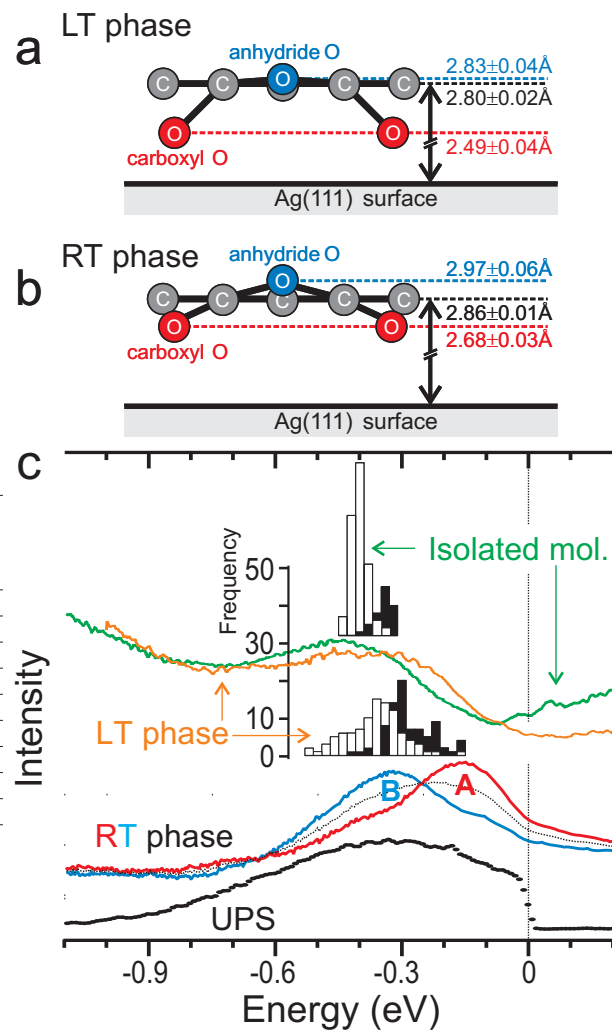 a LT phase
anhydride O
2.83±0.04Å
C C O C C
2.80±0.02Å
O O
2.49±0.04Å
carboxyl O
Ag(111) surface
b RT phase
anhydride O
2.97±0.06Å
O
C C C C C
2.86±0.01Å
O O
2.68±0.03Å
carboxyl O
Ag(111) surface
c
Frequency
50
30
10
0
Isolated mol.
LT phase
Intensity
B A
RT phase
UPS
-0.9 -0.6 -0.3 0
Energy (eV)